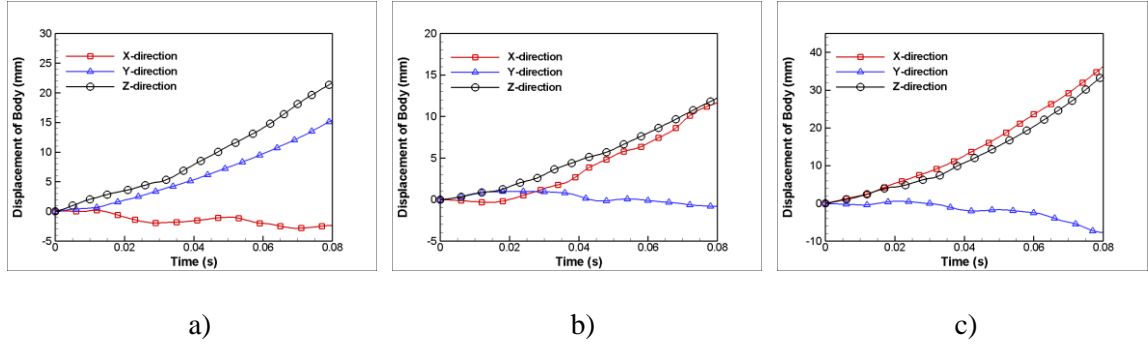 30
25
20
15
10
5
0
-5
Displacement of Body (mm)
X-direction
Y-direction
Z-direction
0
0.02
0.04
0.06
0.08
Time (s)
20
15
10
5
0
-5
Displacement of Body (mm)
X-direction
Y-direction
Z-direction
0
0.02
0.04
0.06
0.08
Time (s)
40
30
20
10
0
-10
Displacement of Body (mm)
X-direction
Y-direction
Z-direction
0
0.02
0.04
0.06
0.08
Time (s)
a)
b)
c)